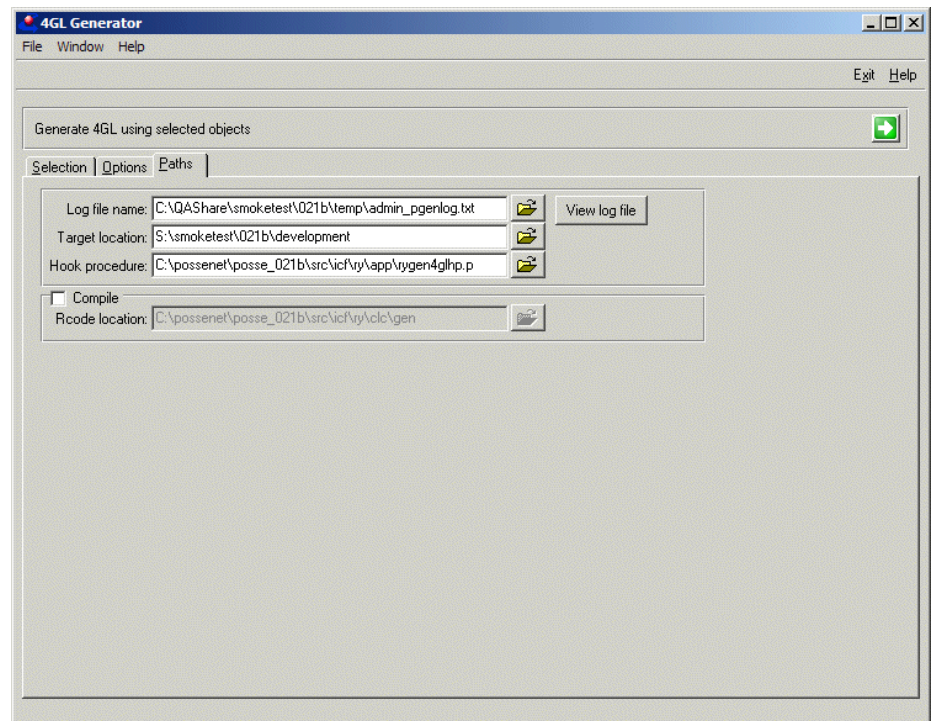 4GL Generator
File Window Help
Exit Help
Generate 4GL using selected objects
Selection Options Paths
Log file name: C:\QAShare\smoketest\021b\temp\admin_pgenlog.txt View log file
Target location: S:\smoketest\021b\development
Hook procedure: C:\possenet\posse_021b\src\icf\ry\app\rygen4glhp.p
Compile
Rcode location: C:\possenet\posse_021b\src\icf\ry\clc\gen